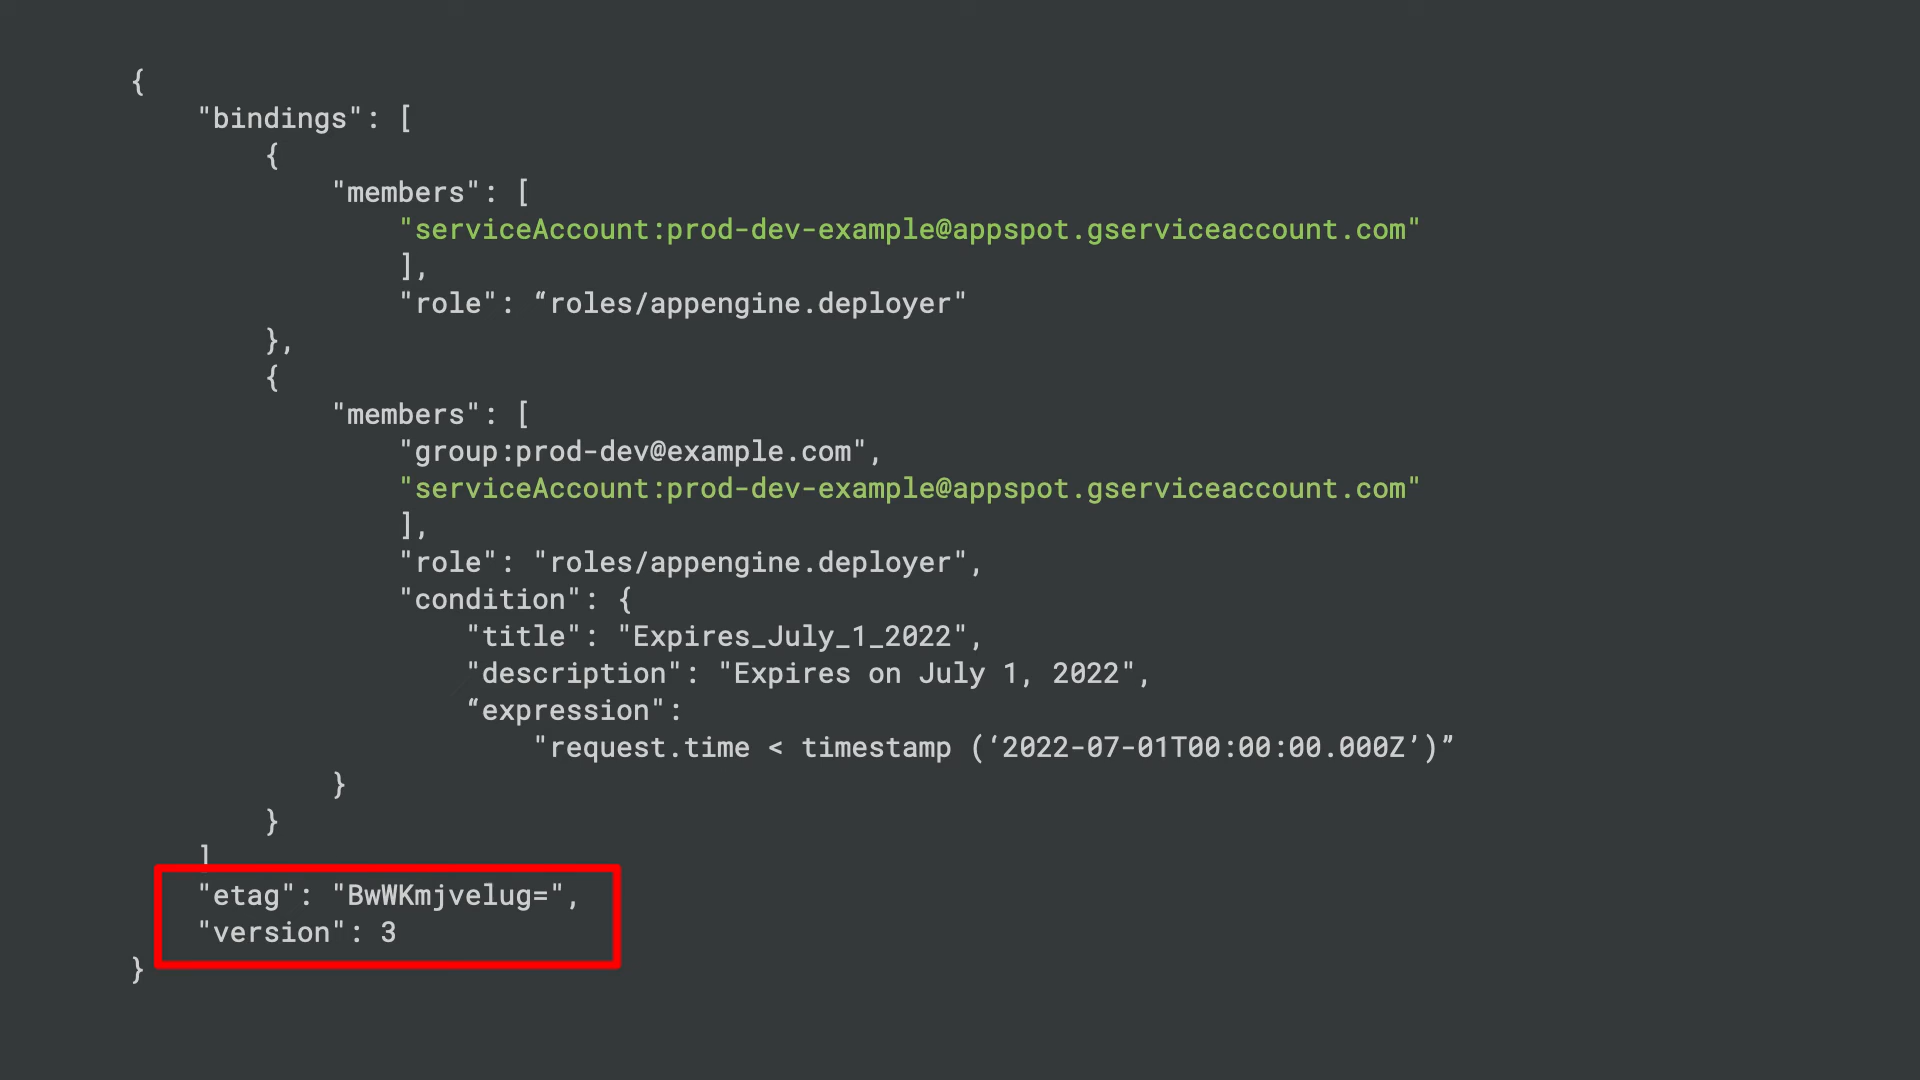 {
"bindings": [
{
"members": [
"serviceAccount:prod-dev-example@appspot.gserviceaccount.com"
],
"role": “roles/appengine.deployer"
},
{
"members": [
"group:prod-dev@example.com",
"serviceAccount:prod-dev-example@appspot.gserviceaccount.com"
],
"role": "roles/appengine.deployer",
"condition": {
"title": "Expires_July_1_2022",
"description": "Expires on July 1, 2022",
“expression":
"request.time < timestamp (‘2022-07-01T00:00:00.000Z’)”
}
}
]
"etag": "BwWKmjvelug=",
"version": 3
}